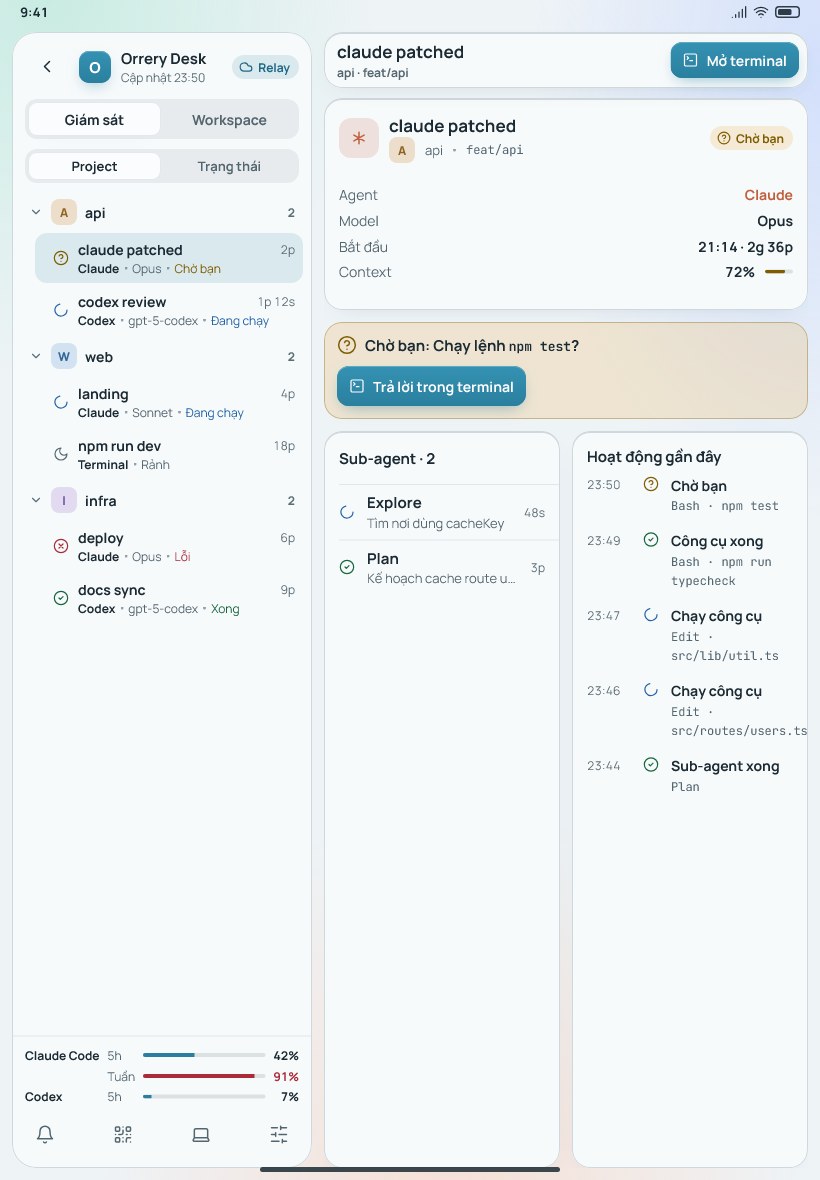 9:41
O
Orrery Desk
Cập nhật 23:50
Relay
Giám sát
Workspace
Project
Trạng thái
A api 2
claude patched 2p
Claude • Opus • Chờ bạn
codex review 1p 12s
Codex • gpt-5-codex • Đang chạy
W web 2
landing 4p
Claude • Sonnet • Đang chạy
npm run dev 18p
Terminal • Rảnh
I infra 2
deploy 6p
Claude • Opus • Lỗi
docs sync 9p
Codex • gpt-5-codex • Xong
Claude Code 5h 42%
Tuần 91%
Codex 5h 7%
claude patched
api · feat/api
Mở terminal
claude patched
A api • feat/api
Chờ bạn
Agent Claude
Model Opus
Bắt đầu 21:14 · 2g 36p
Context 72%
Chờ bạn: Chạy lệnh npm test?
Trả lời trong terminal
Sub-agent · 2
Explore 48s
Tìm nơi dùng cacheKey
Plan 3p
Kế hoạch cache route u...
Hoạt động gần đây
23:50 Chờ bạn
Bash · npm test
23:49 Công cụ xong
Bash · npm run
typecheck
23:47 Chạy công cụ
Edit ·
src/lib/util.ts
23:46 Chạy công cụ
Edit ·
src/routes/users.ts
23:44 Sub-agent xong
Plan